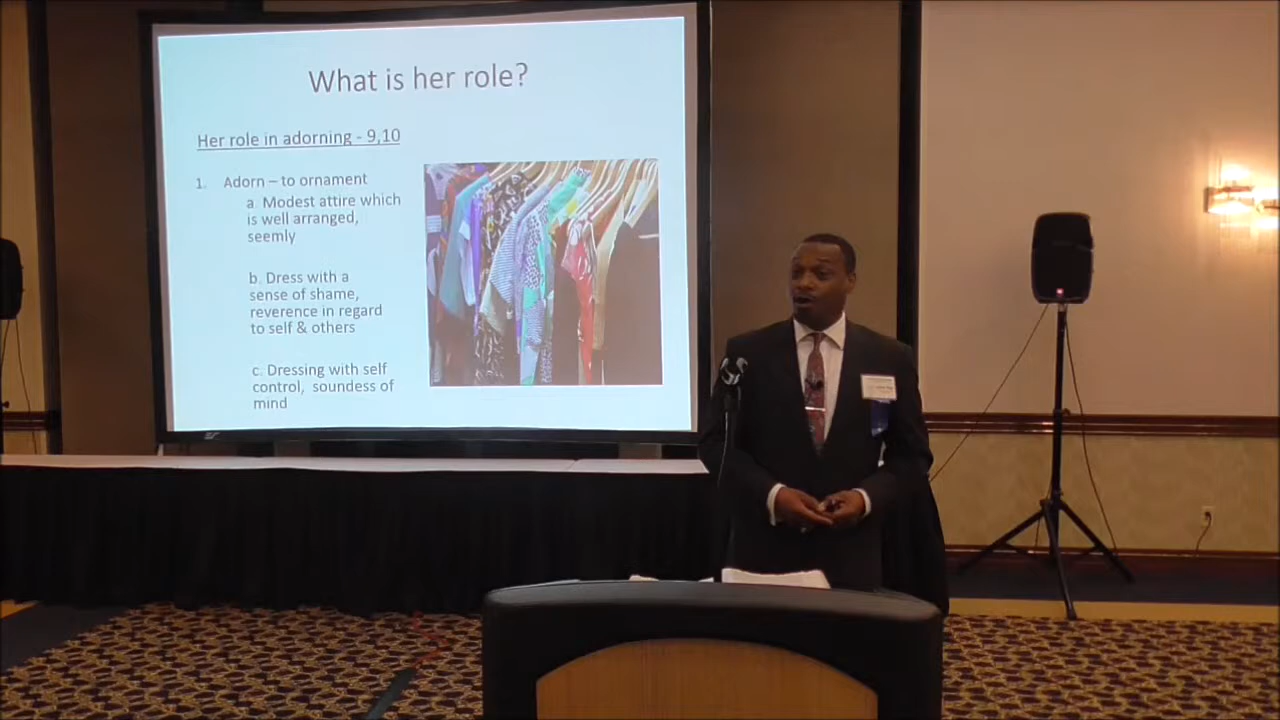 What is her role?
Her role in adorning - 9,10
1. Adorn – to ornament
a. Modest attire which
is well arranged,
seemly
b. Dress with a
sense of shame,
reverence in regard
to self & others
c. Dressing with self
control, soundess of
mind